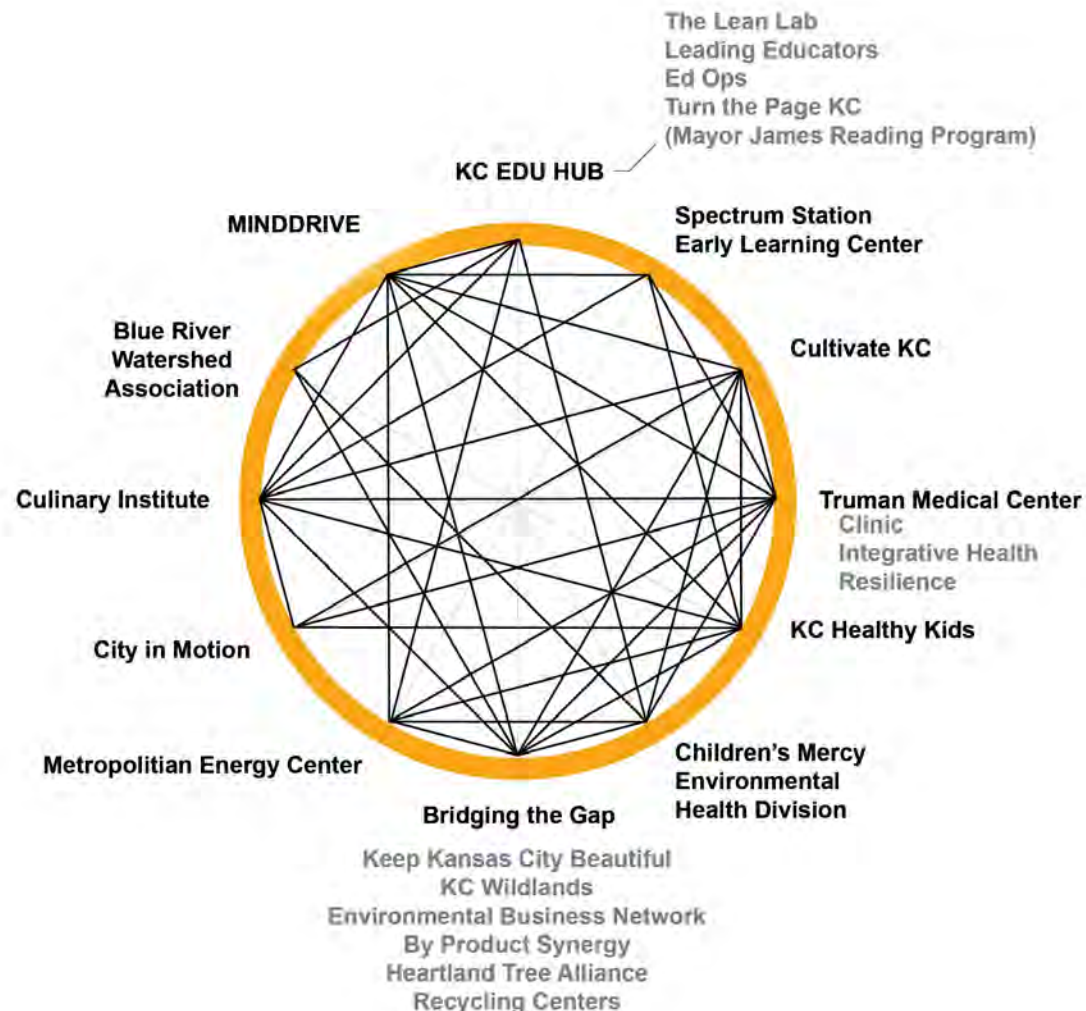 The Lean Lab
Leading Educators
Ed Ops
Turn the Page KC
(Mayor James Reading Program)
KC EDU HUB
MINDDRIVE
Spectrum Station
Early Learning Center
Blue River
Watershed
Association
Cultivate KC
Culinary Institute
Truman Medical Center
Clinic
Integrative Health
Resilience
KC Healthy Kids
City in Motion
Metropolitian Energy Center
Children's Mercy
Environmental
Health Division
Bridging the Gap
Keep Kansas City Beautiful
KC Wildlands
Environmental Business Network
By Product Synergy
Heartland Tree Alliance
Recycling Centers